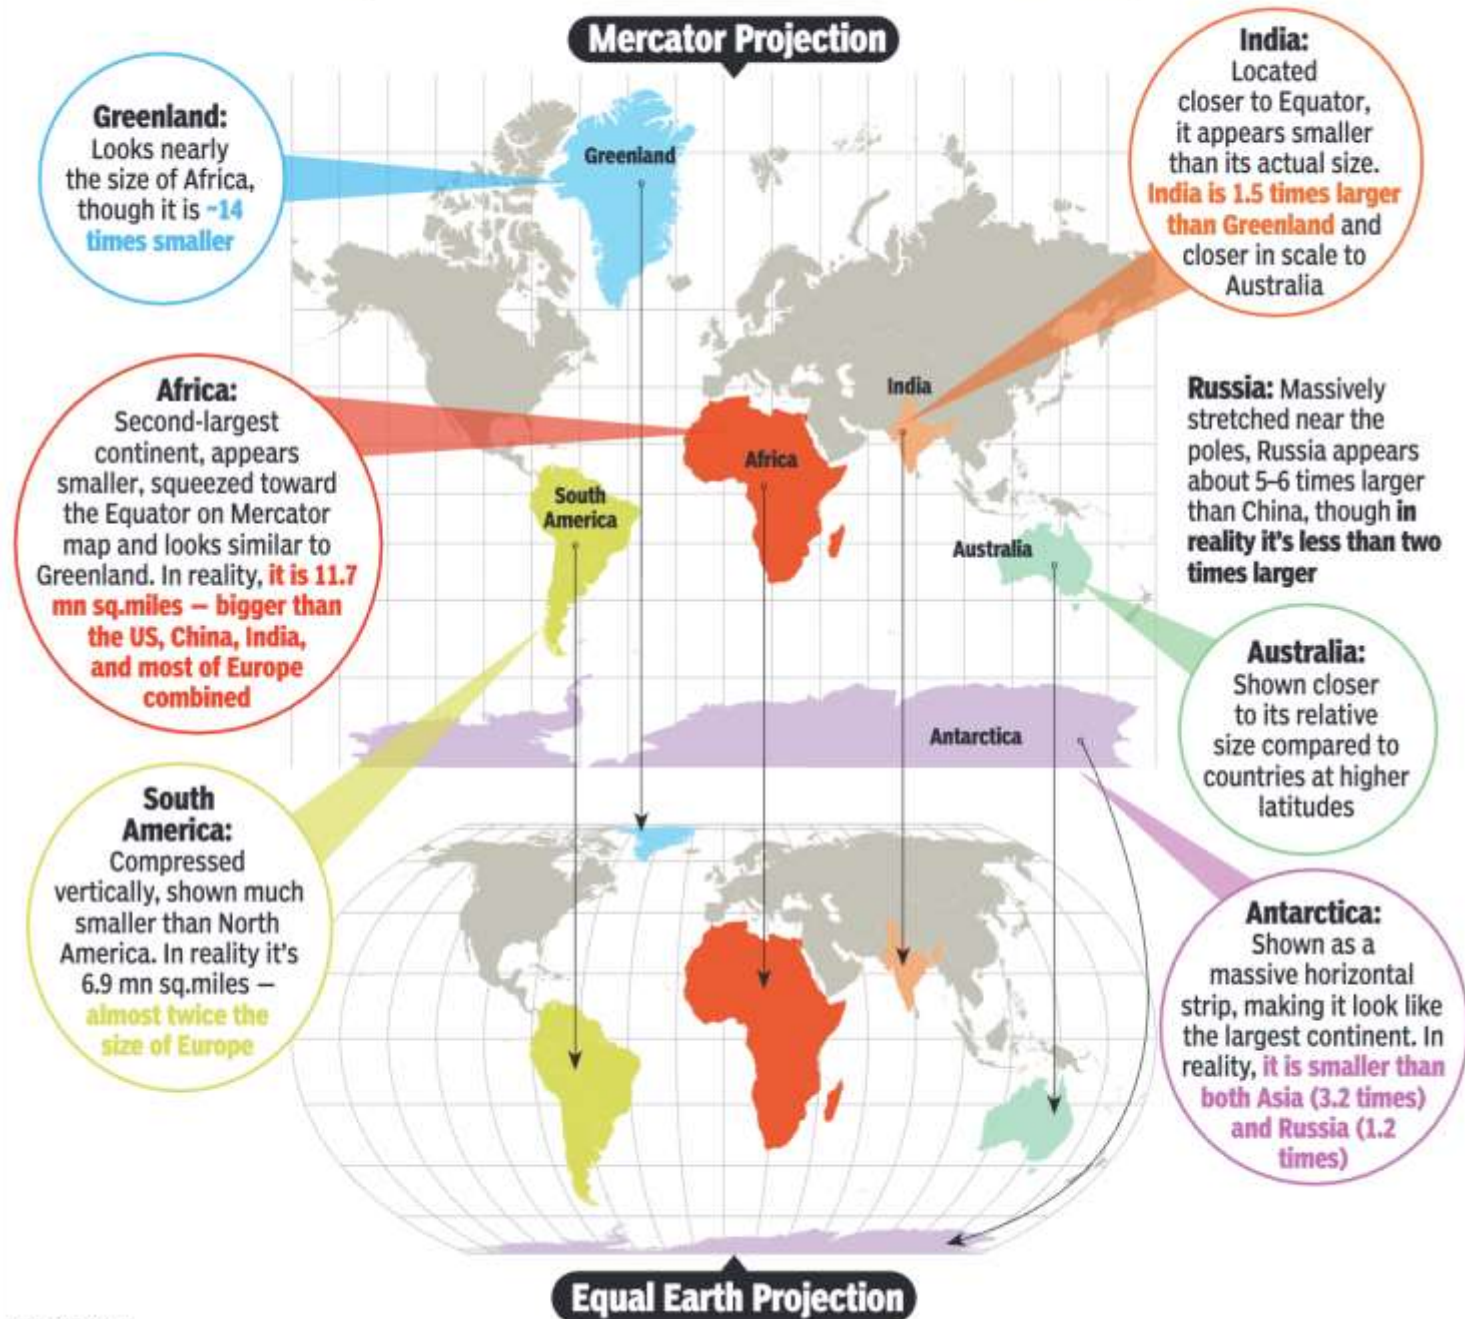 Mercator Projection
Greenland:
Looks nearly
the size of Africa,
though it is ~14
times smaller
India:
Located
closer to Equator,
it appears smaller
than its actual size.
India is 1.5 times larger
than Greenland and
closer in scale to
Australia
Greenland
India
Africa
South
America
Australia
Antarctica
Africa:
Second-largest
continent, appears
smaller, squeezed toward
the Equator on Mercator
map and looks similar to
Greenland. In reality, it is 11.7
mn sq.miles – bigger than
the US, China, India,
and most of Europe
combined
Russia: Massively
stretched near the
poles, Russia appears
about 5-6 times larger
than China, though in
reality it's less than two
times larger
Australia:
Shown closer
to its relative
size compared to
countries at higher
latitudes
South
America:
Compressed
vertically, shown much
smaller than North
America. In reality it's
6.9 mn sq.miles –
almost twice the
size of Europe
Antarctica:
Shown as a
massive horizontal
strip, making it look like
the largest continent. In
reality, it is smaller than
both Asia (3.2 times)
and Russia (1.2
times)
Equal Earth Projection